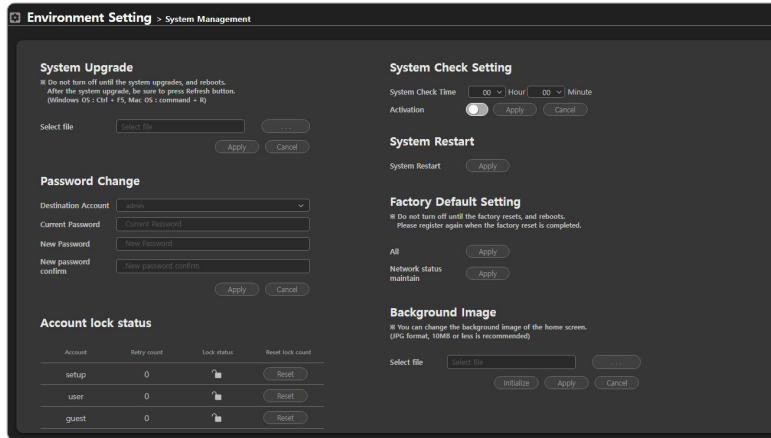 Environment Setting > System Management
System Upgrade
※ Do not turn off until the system upgrades, and reboots.
After the system upgrade, be sure to press Refresh button.
(Windows OS : Ctrl + F5, Mac OS : command + R)
Select file
Select file
. . .
Apply
Cancel
Password Change
Destination Account
admin
Current Password
Current Password
New Password
New Password
New password
confirm
New password confirm
Apply
Cancel
Account lock status
Account Retry count Lock status Reset lock count
setup 0 Reset
user 0 Reset
guest 0 Reset
System Check Setting
System Check Time 00 Hour 00 Minute
Activation Apply Cancel
System Restart
System Restart Apply
Factory Default Setting
※ Do not turn off until the factory resets, and reboots.
Please register again when the factory reset is completed.
All Apply
Network status
maintain
Apply
Background Image
※ You can change the background image of the home screen.
(JPG format, 10MB or less is recommended)
Select file
Select file
. . .
Initialize Apply Cancel